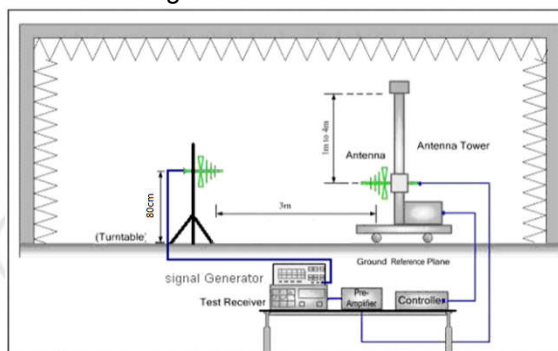 1m to 4m
Antenna Tower
Antenna
80cm
3m
(Turntable)
Ground Reference Plane
signal Generator
Test Receiver
Pre-
Amplifier
Controller